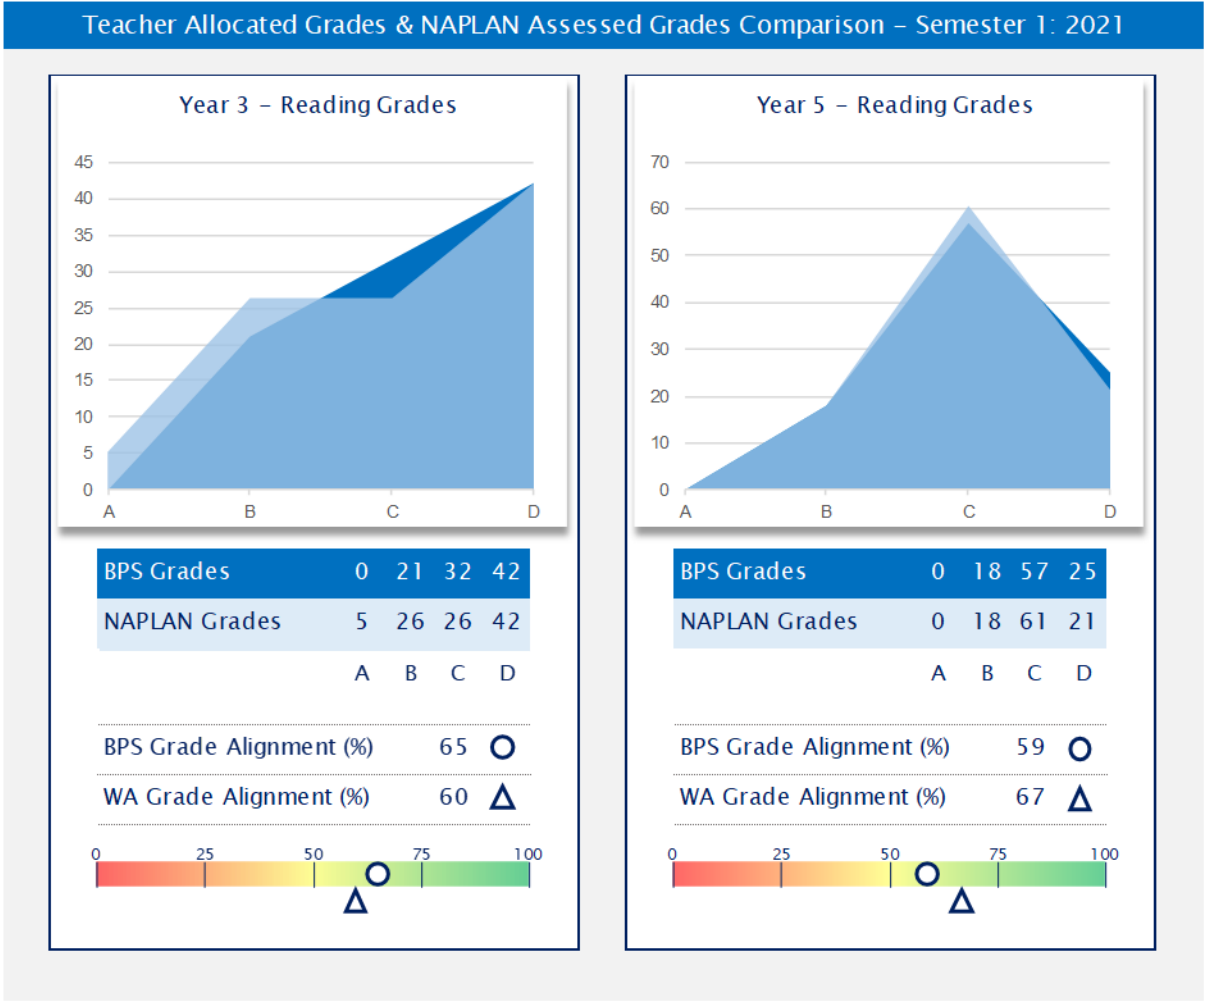 Teacher Allocated Grades & NAPLAN Assessed Grades Comparison – Semester 1: 2021
Year 3 – Reading Grades
45
40
35
30
25
20
15
10
5
0
A B C D
BPS Grades 0 21 32 42
NAPLAN Grades 5 26 26 42
A B C D
BPS Grade Alignment (%) 65
WA Grade Alignment (%) 60
0 25 50 75 100
Year 5 – Reading Grades
70
60
50
40
30
20
10
0
A B C D
BPS Grades 0 18 57 25
NAPLAN Grades 0 18 61 21
A B C D
BPS Grade Alignment (%) 59
WA Grade Alignment (%) 67
0 25 50 75 100